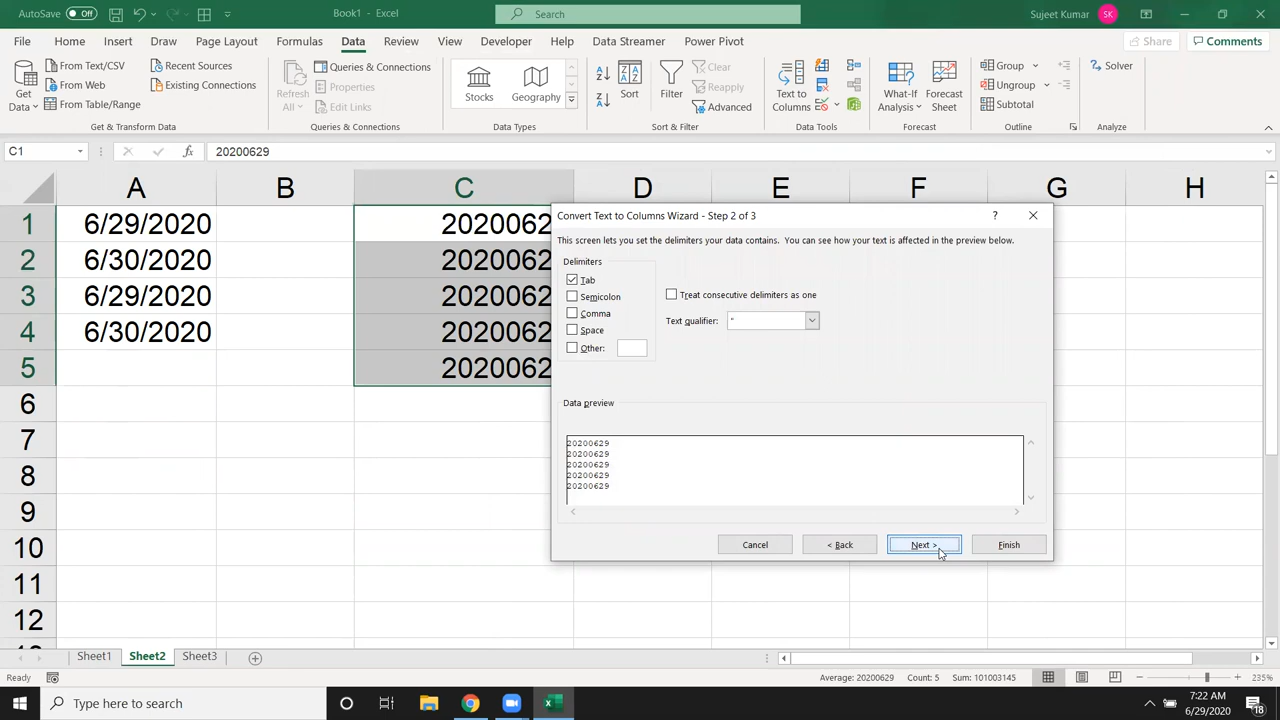 AutoSave Off Book1 - Excel Search Sujeet Kumar SK
File Home Insert Draw Page Layout Formulas Data Review View Developer Help Data Streamer Power Pivot Share Comments
Get Data From Text/CSV From Web From Table/Range Recent Sources Existing Connections
Refresh All Queries & Connections Properties Edit Links
Stocks Geography
Sort Filter Clear Reapply Advanced
Text to Columns
What-If Analysis Forecast Sheet
Group Ungroup Subtotal
Solver
Get & Transform Data Queries & Connections Data Types Sort & Filter Data Tools Forecast Outline Analyze
C1 fx 20200629
A B C D E F G H
1 6/29/2020 2020062
2 6/30/2020 2020062
3 6/29/2020 2020062
4 6/30/2020 2020062
5 2020062
6
7
8
9
10
11
12
Convert Text to Columns Wizard - Step 2 of 3 ?
This screen lets you set the delimiters your data contains. You can see how your text is affected in the preview below.
Delimiters
Tab
Semicolon
Comma
Space
Other:
Treat consecutive delimiters as one
Text qualifier: "
Data preview
20200629
20200629
20200629
20200629
20200629
Cancel < Back Next > Finish
Sheet1 Sheet2 Sheet3
Ready Average: 20200629 Count: 5 Sum: 101003145 235%
Type here to search 7:22 AM
6/29/2020